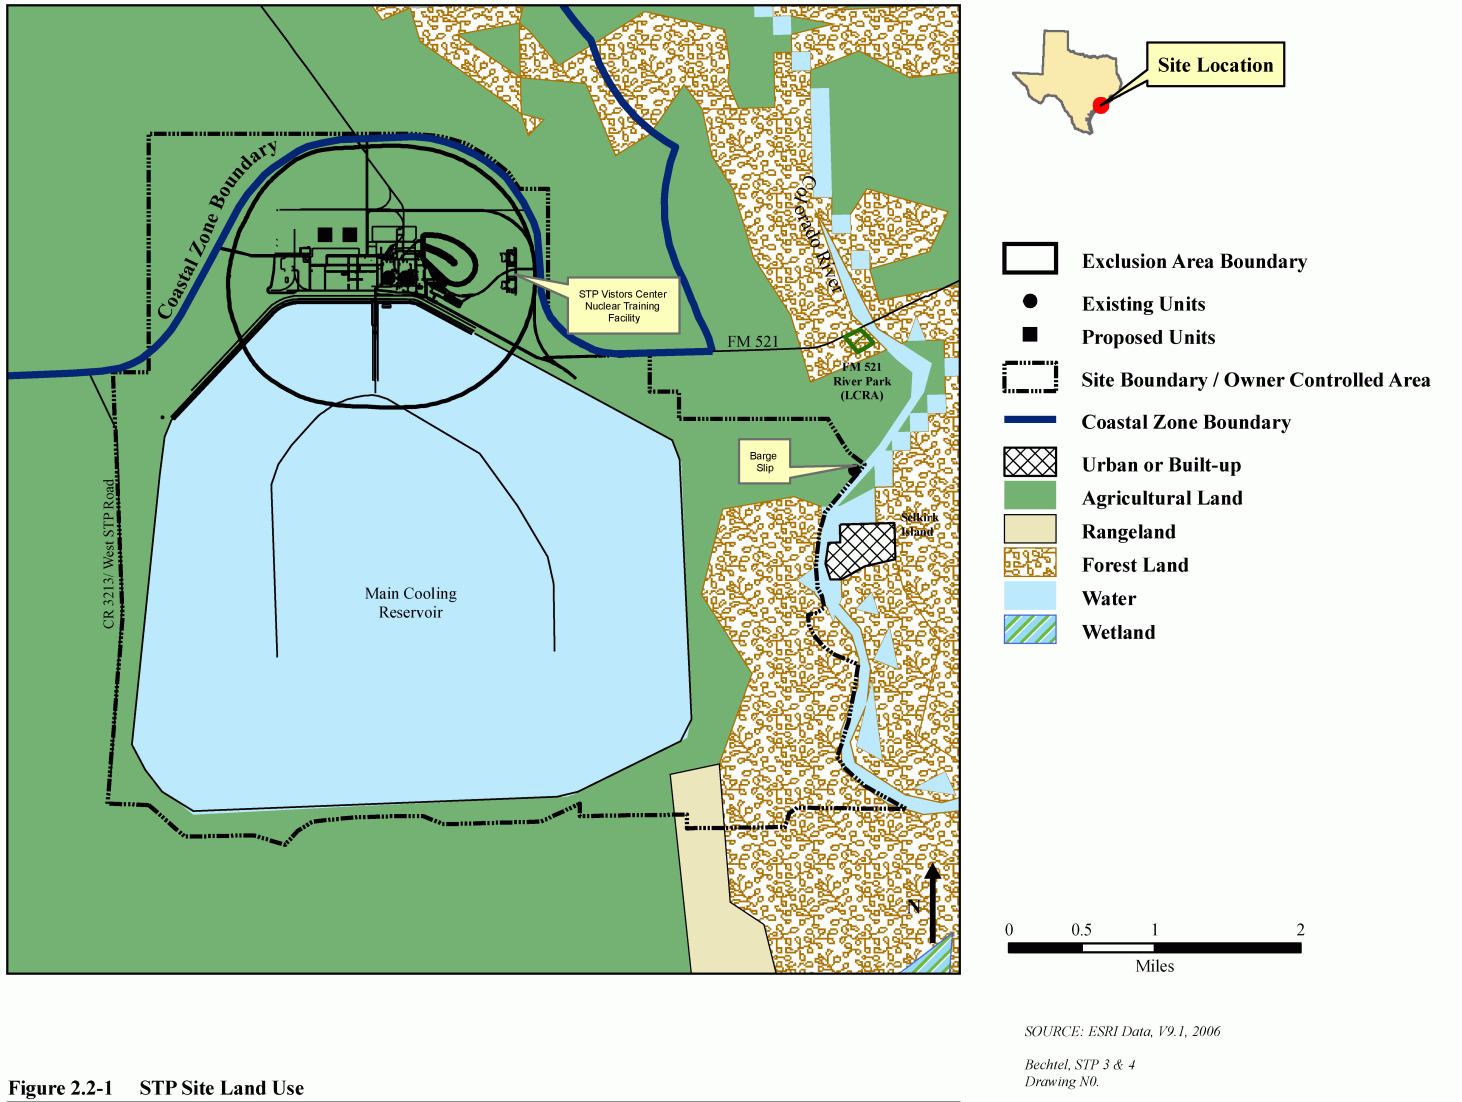 Site Location
Coastal Zone Boundary
Colorado River
STP Vistors Center
Nuclear Training
Facility
FM 521
FM 521
River Park
(LCRA)
Barge
Slip
Selkirk
Island
CR 3213/ West STP Road
Main Cooling
Reservoir
N
Exclusion Area Boundary
Existing Units
Proposed Units
Site Boundary / Owner Controlled Area
Coastal Zone Boundary
Urban or Built-up
Agricultural Land
Rangeland
Forest Land
Water
Wetland
0 0.5 1 2
Miles
SOURCE: ESRI Data, V9.1, 2006
Bechtel, STP 3 & 4
Drawing N0.
Figure 2.2-1 STP Site Land Use